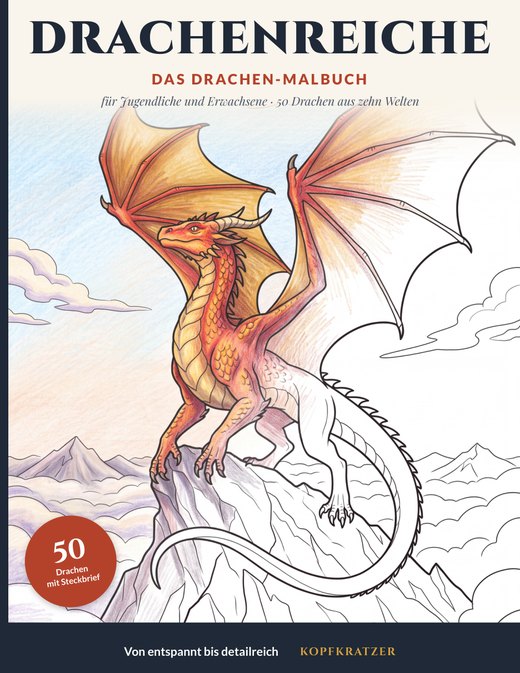 DRACHENREICHE
DAS DRACHEN-MALBUCH
für Jugendliche und Erwachsene · 50 Drachen aus zehn Welten
50
Drachen
mit Steckbrief
Von entspannt bis detailreich KOPFKRATZER